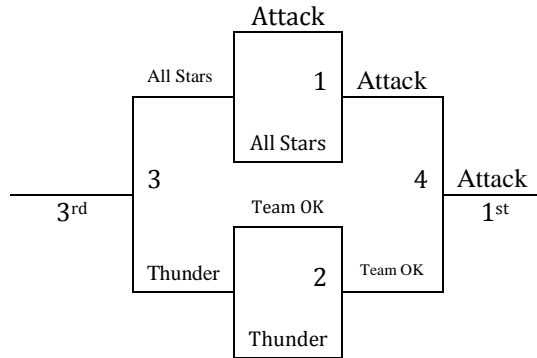 Attack
All Stars 1 Attack
All Stars
3 4 Attack
3rd Team OK 1st
Thunder 2 Team OK
Thunder